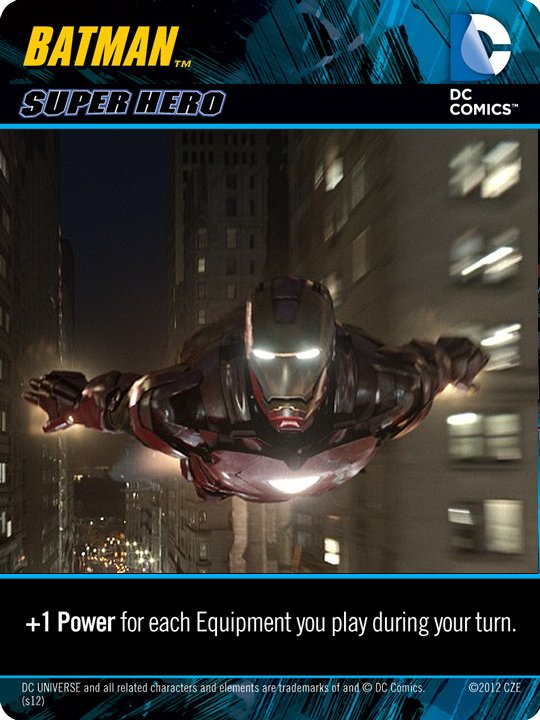 BATMAN™
SUPER HERO
DC
COMICS™
+1 Power for each Equipment you play during your turn.
DC UNIVERSE and all related characters and elements are trademarks of and © DC Comics.
(s12)
©2012 CZE